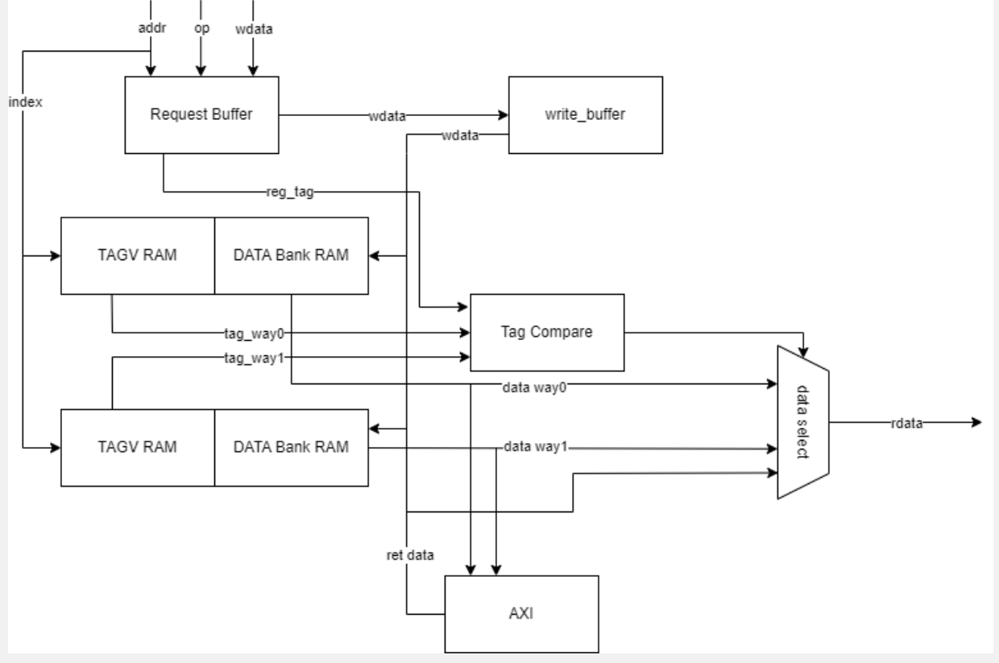 addr
op
wdata
index
Request Buffer
wdata
write_buffer
wdata
reg_tag
TAGV RAM
DATA Bank RAM
Tag Compare
tag_way0
tag_way1
data way0
data select
rdata
TAGV RAM
DATA Bank RAM
data way1
ret data
AXI